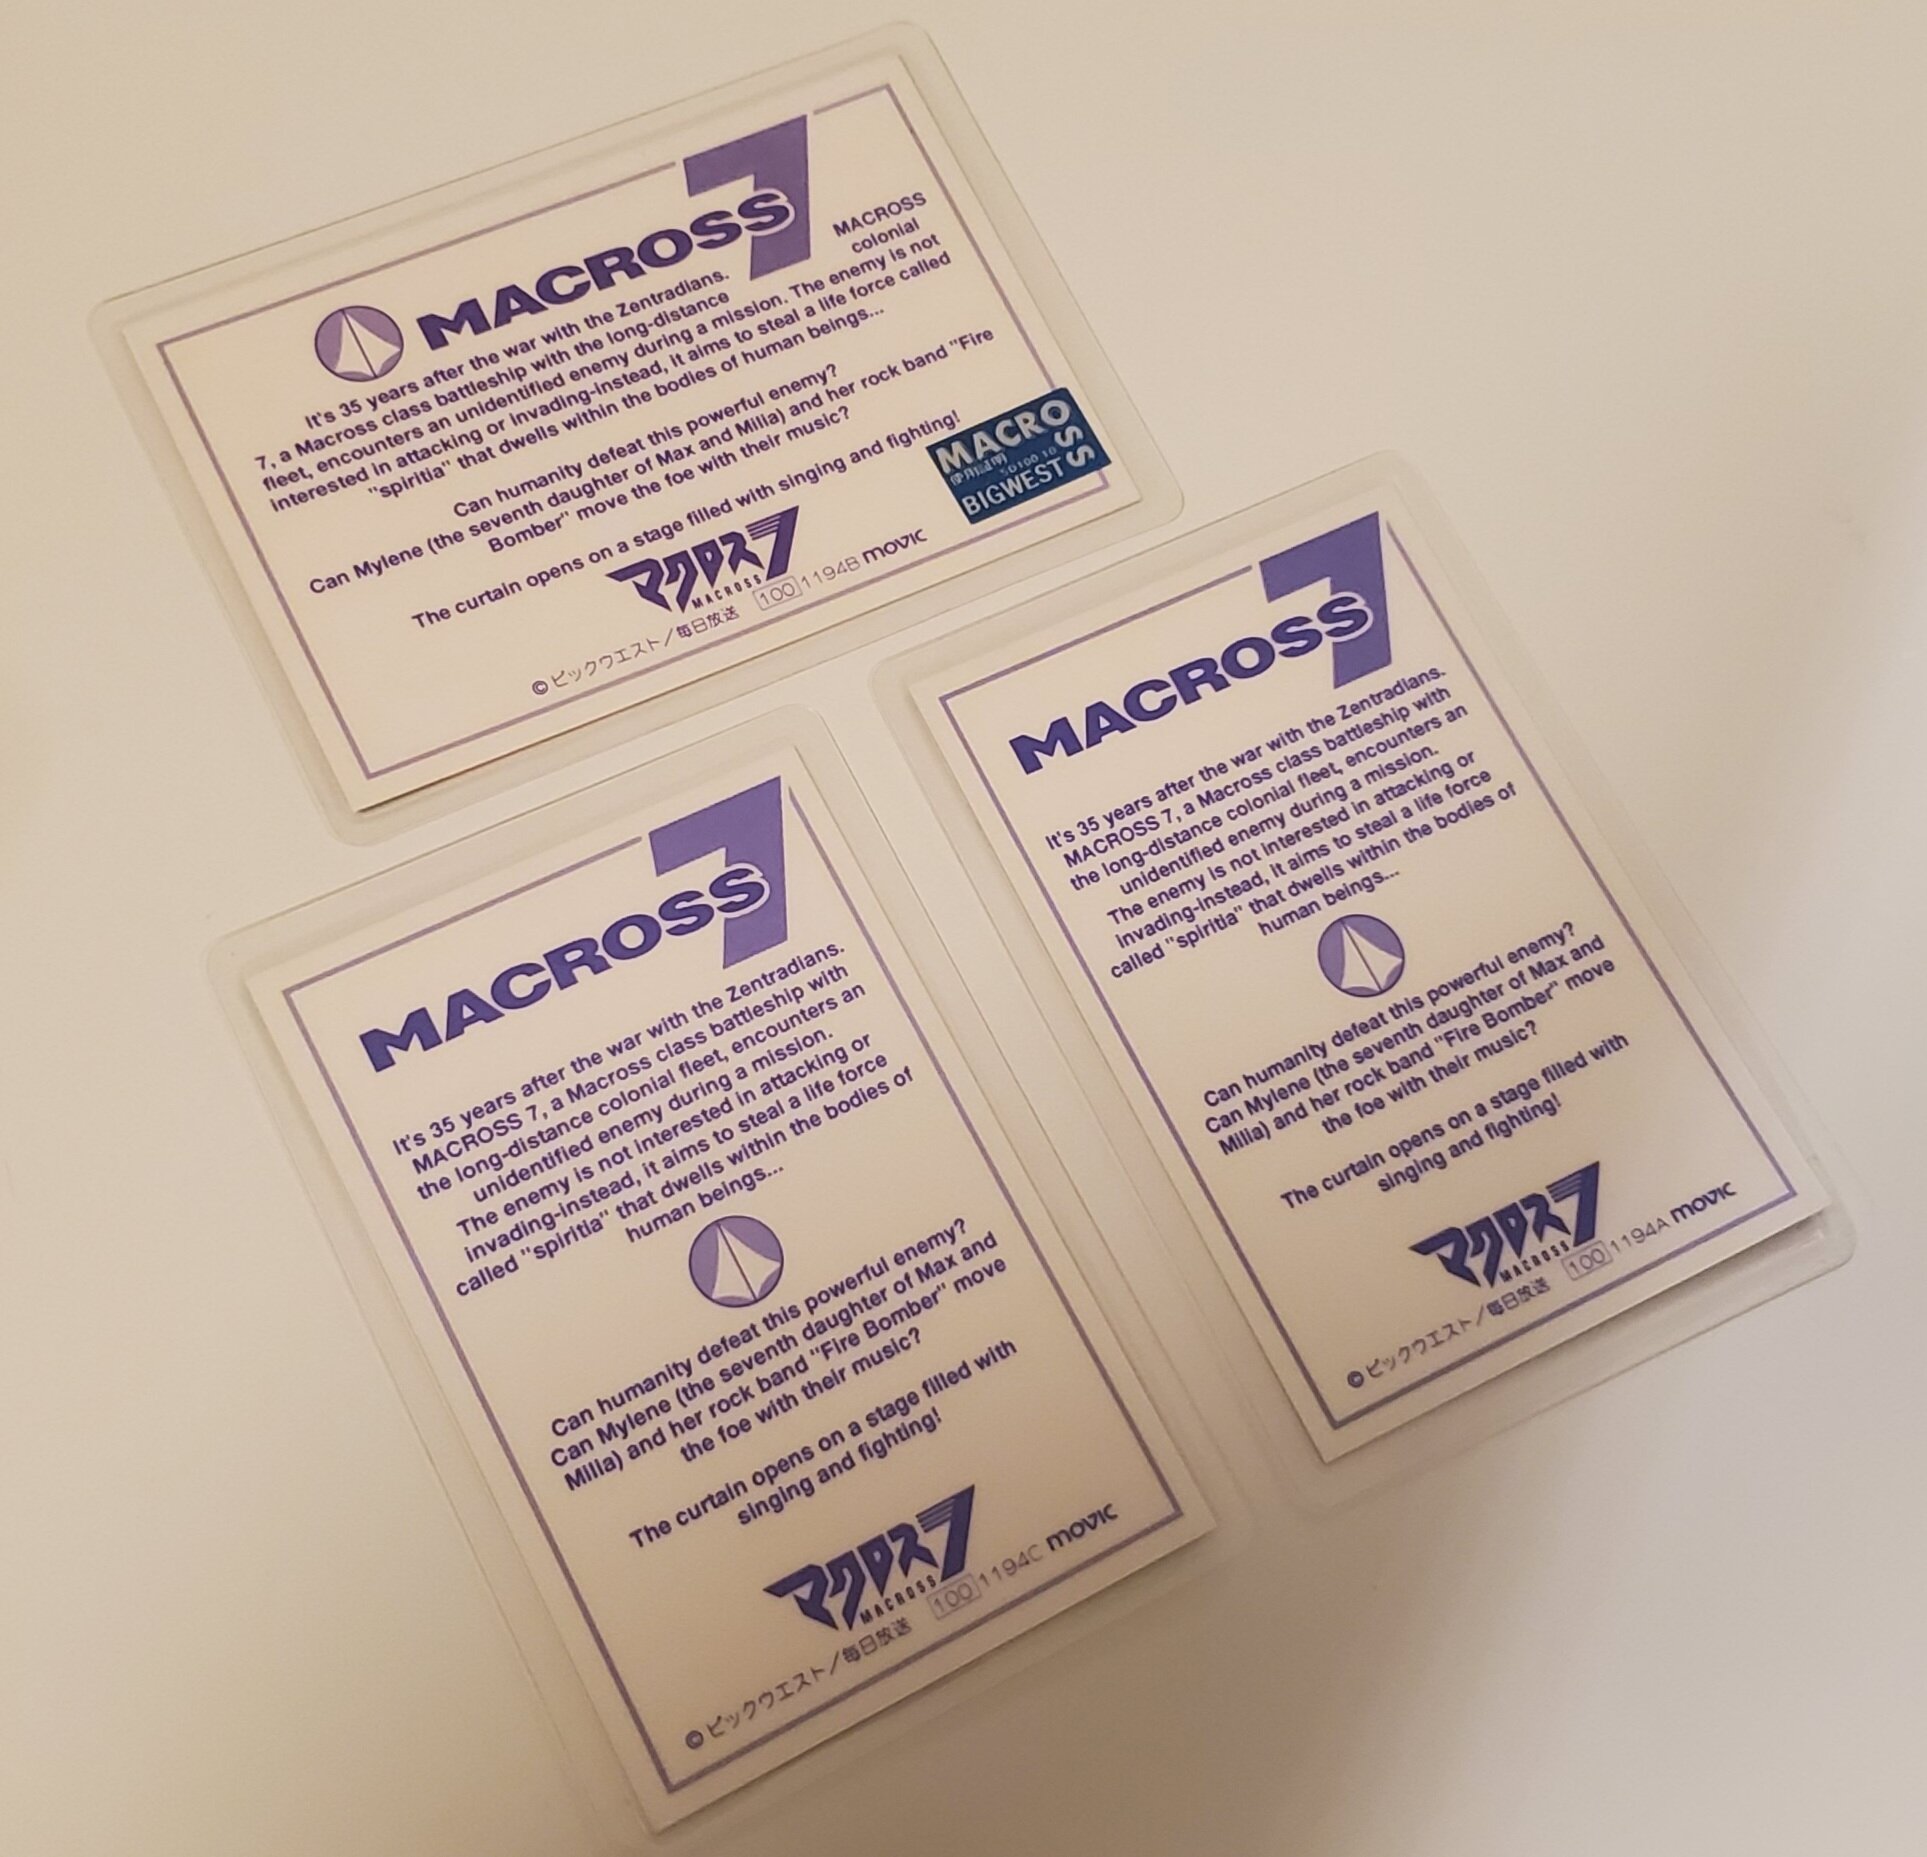 MACROSS 7
It's 35 years after the war with the Zentradians. MACROSS
7, a Macross class battleship with the long-distance colonial
fleet, encounters an unidentified enemy during a mission. The enemy is not
interested in attacking or invading-instead, it aims to steal a life force called
"spiritia" that dwells within the bodies of human beings...
Can humanity defeat this powerful enemy?
Can Mylene (the seventh daughter of Max and Milia) and her rock band "Fire
Bomber" move the foe with their music?
The curtain opens on a stage filled with singing and fighting!
MACROSS
使用証明
BIGWEST
マクロス7
MACROSS
©ビックウエスト/毎日放送 100 1194B movic
MACROSS 7
It's 35 years after the war with the Zentradians.
MACROSS 7, a Macross class battleship with
the long-distance colonial fleet, encounters an
unidentified enemy during a mission.
The enemy is not interested in attacking or
invading-instead, it aims to steal a life force
called "spiritia" that dwells within the bodies of
human beings...
Can humanity defeat this powerful enemy?
Can Mylene (the seventh daughter of Max and
Milia) and her rock band "Fire Bomber" move
the foe with their music?
The curtain opens on a stage filled with
singing and fighting!
マクロス7
MACROSS
©ビックウエスト/毎日放送 100 1194A movic
MACROSS 7
It's 35 years after the war with the Zentradians.
MACROSS 7, a Macross class battleship with
the long-distance colonial fleet, encounters an
unidentified enemy during a mission.
The enemy is not interested in attacking or
invading-instead, it aims to steal a life force
called "spiritia" that dwells within the bodies of
human beings...
Can humanity defeat this powerful enemy?
Can Mylene (the seventh daughter of Max and
Milia) and her rock band "Fire Bomber" move
the foe with their music?
The curtain opens on a stage filled with
singing and fighting!
マクロス7
MACROSS
©ビックウエスト/毎日放送 100 1194C movic